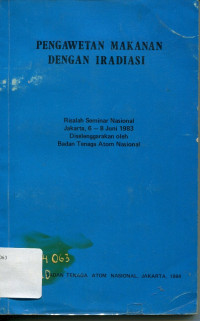 PENGAWETAN MAKANAN
DENGAN IRADIASI
Risalah Seminar Nasional
Jakarta, 6 – 8 Juni 1983
Diselenggarakan oleh
Badan Tenaga Atom Nasional
063
TENAGA ATOM NASIONAL, JAKARTA,